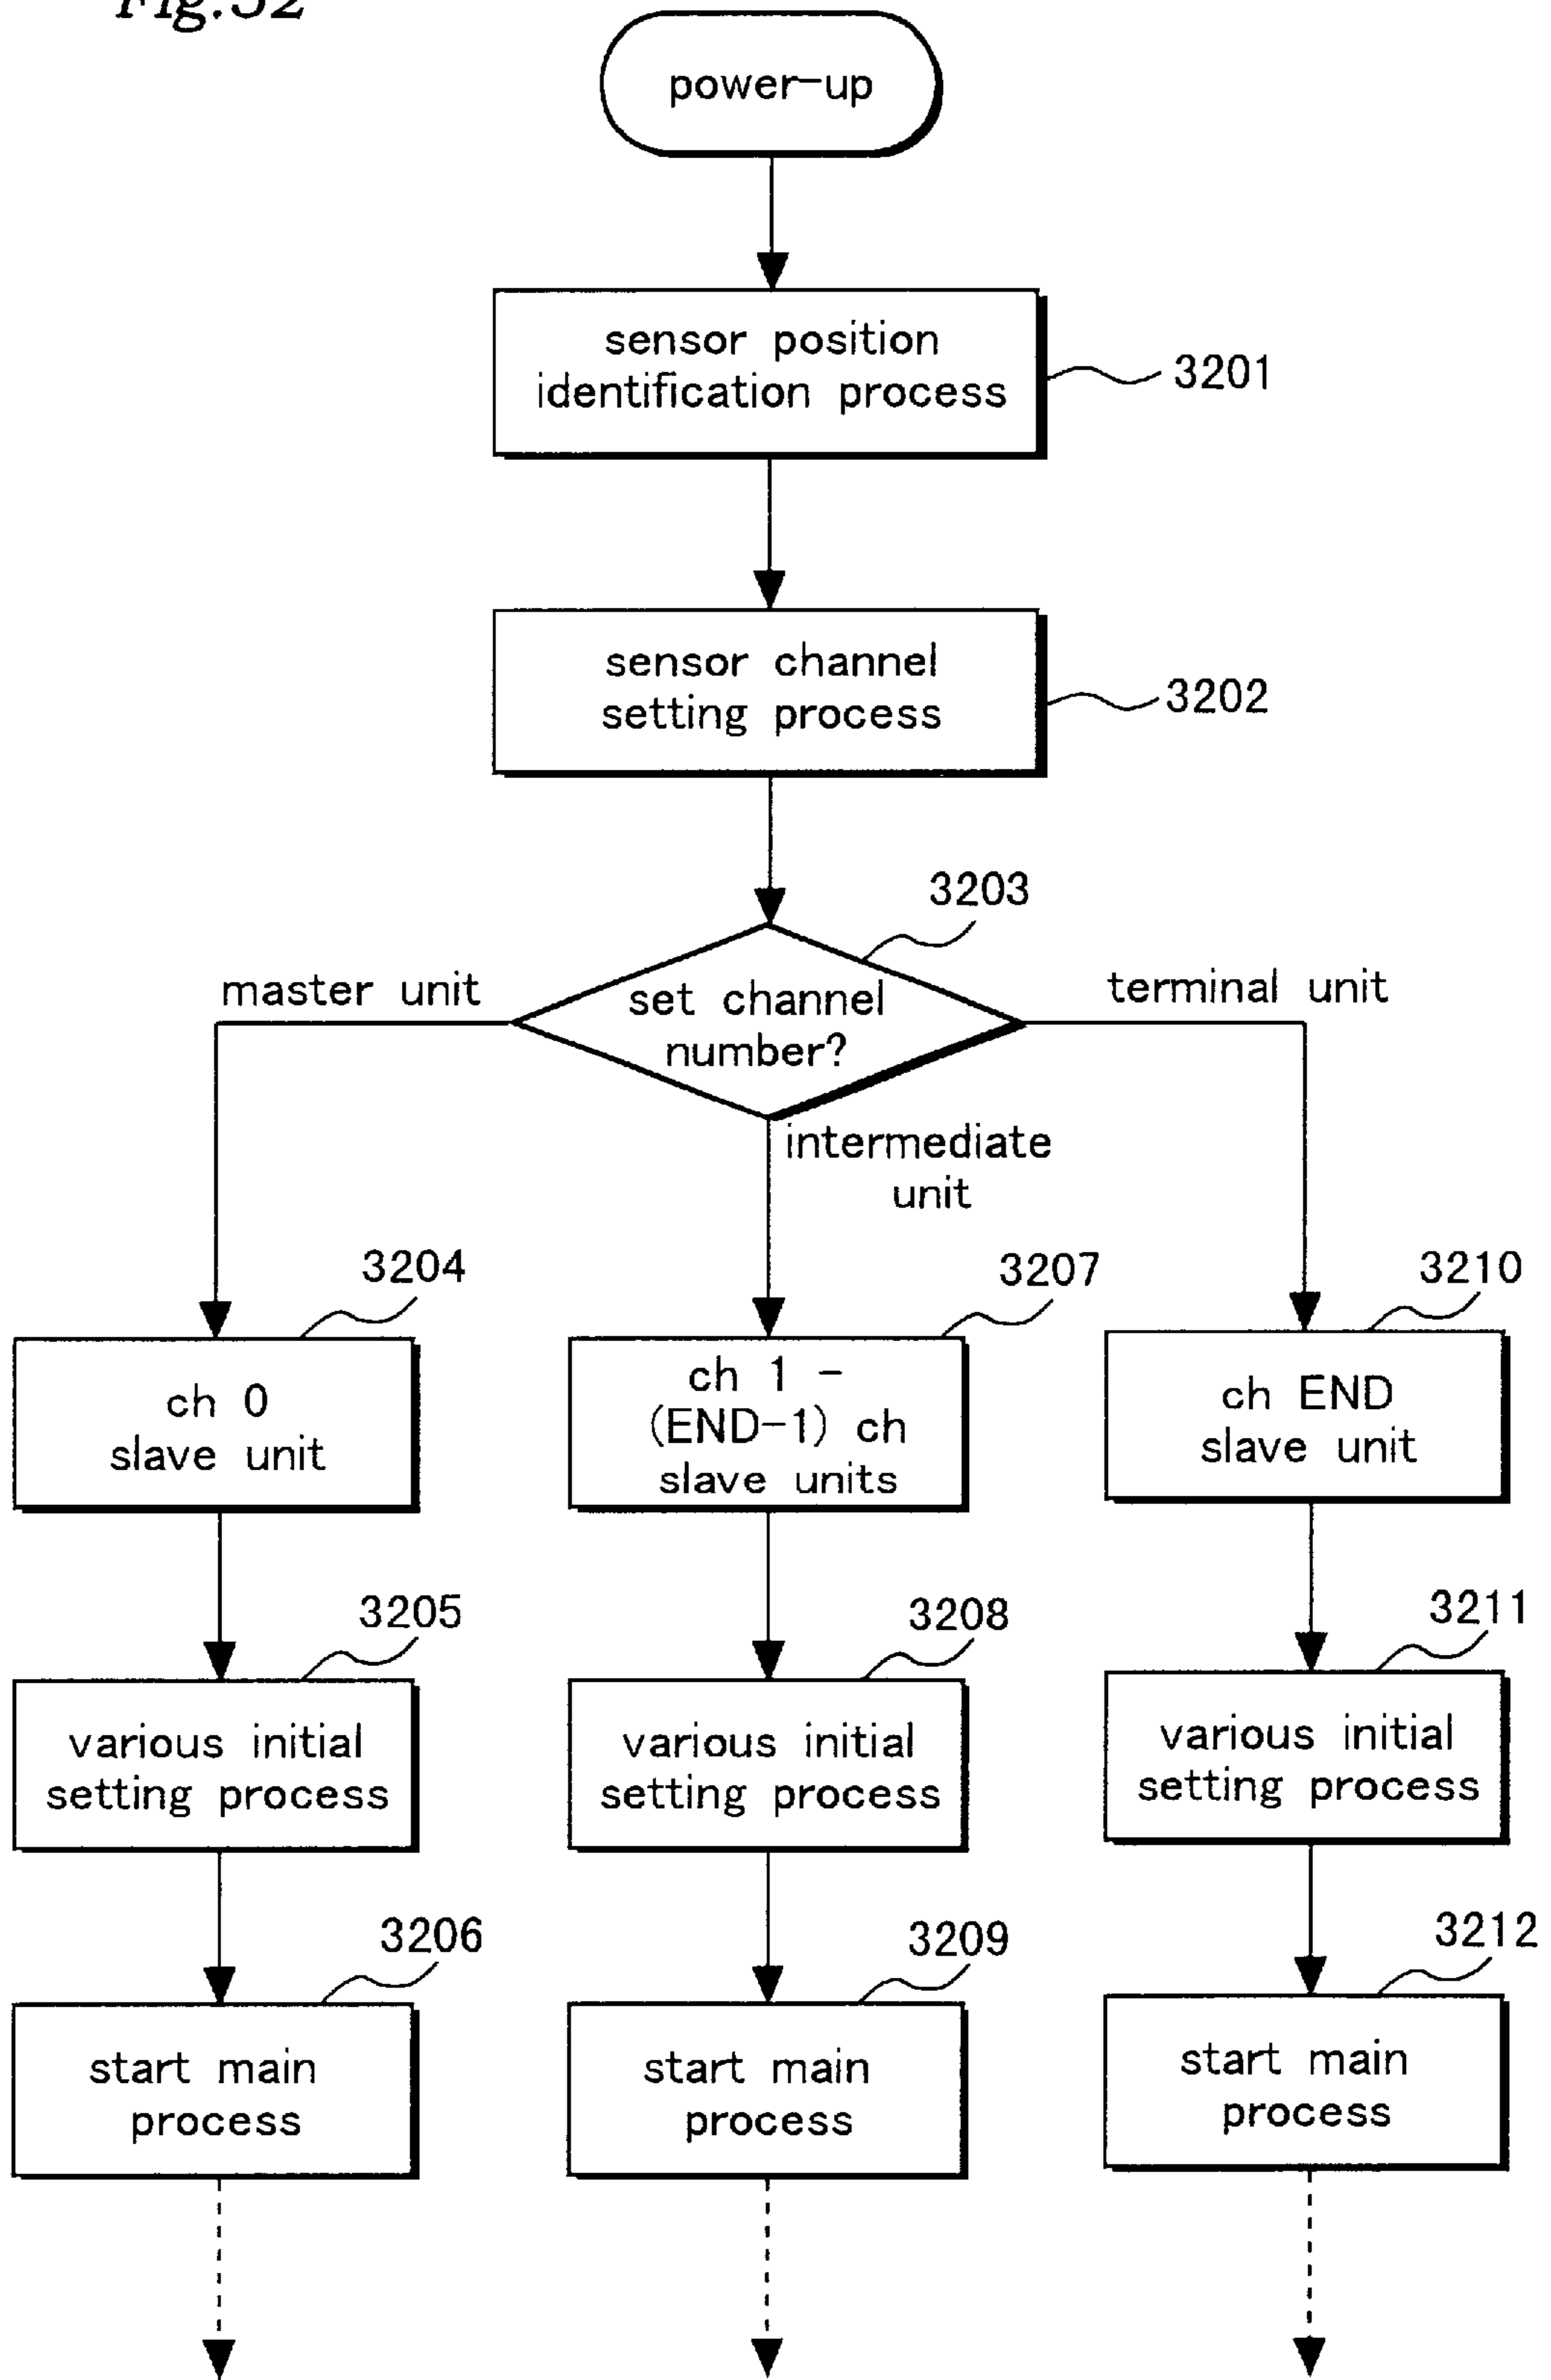 Fig.32
power-up
sensor position
identification process
3201
sensor channel
setting process
3202
3203
set channel
number?
master unit
terminal unit
intermediate
unit
3204
3207
3210
ch 0
slave unit
ch 1 -
(END-1) ch
slave units
ch END
slave unit
3205
3208
3211
various initial
setting process
various initial
setting process
various initial
setting process
3206
3209
3212
start main
process
start main
process
start main
process